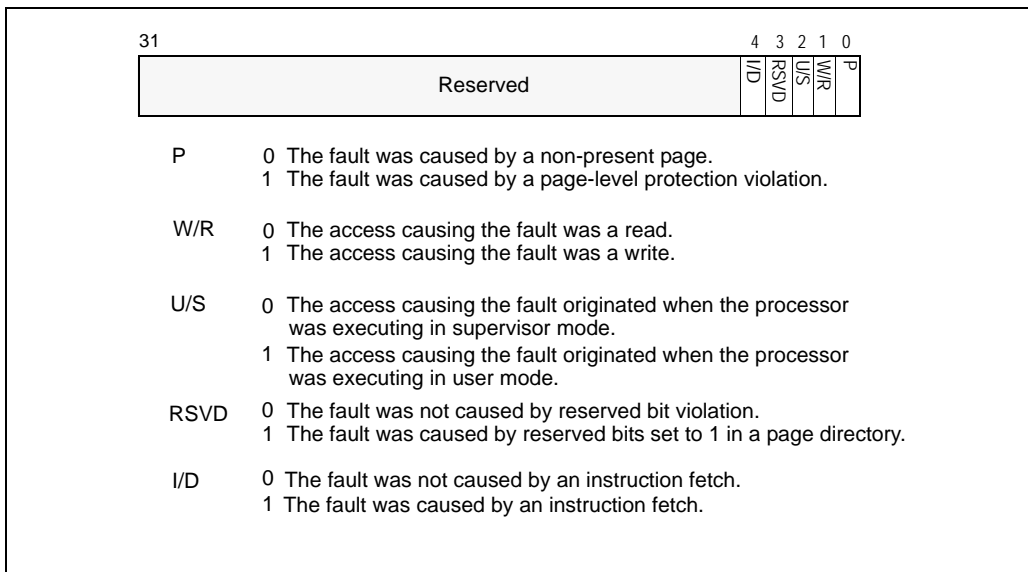 31 4 3 2 1 0
Reserved I/D RSVD U/S W/R P
P 0 The fault was caused by a non-present page.
1 The fault was caused by a page-level protection violation.
W/R 0 The access causing the fault was a read.
1 The access causing the fault was a write.
U/S 0 The access causing the fault originated when the processor
was executing in supervisor mode.
1 The access causing the fault originated when the processor
was executing in user mode.
RSVD 0 The fault was not caused by reserved bit violation.
1 The fault was caused by reserved bits set to 1 in a page directory.
I/D 0 The fault was not caused by an instruction fetch.
1 The fault was caused by an instruction fetch.